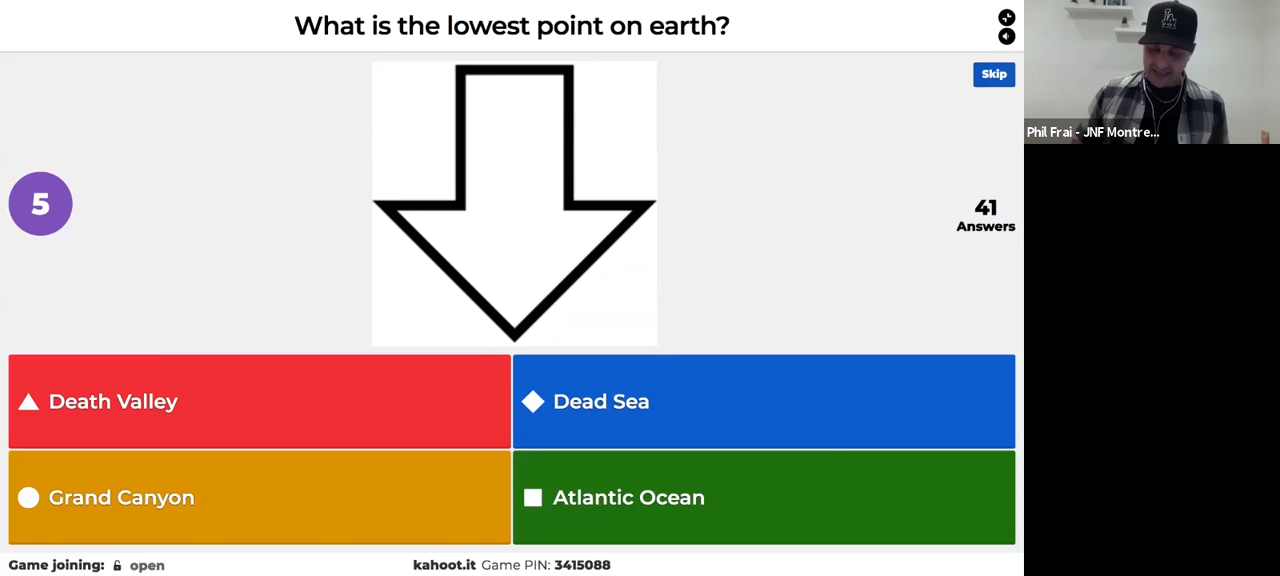 What is the lowest point on earth?
Skip
Phil Frai - JNF Montre...
5
41
Answers
Death Valley
Dead Sea
Grand Canyon
Atlantic Ocean
Game joining: open
kahoot.it Game PIN: 3415088